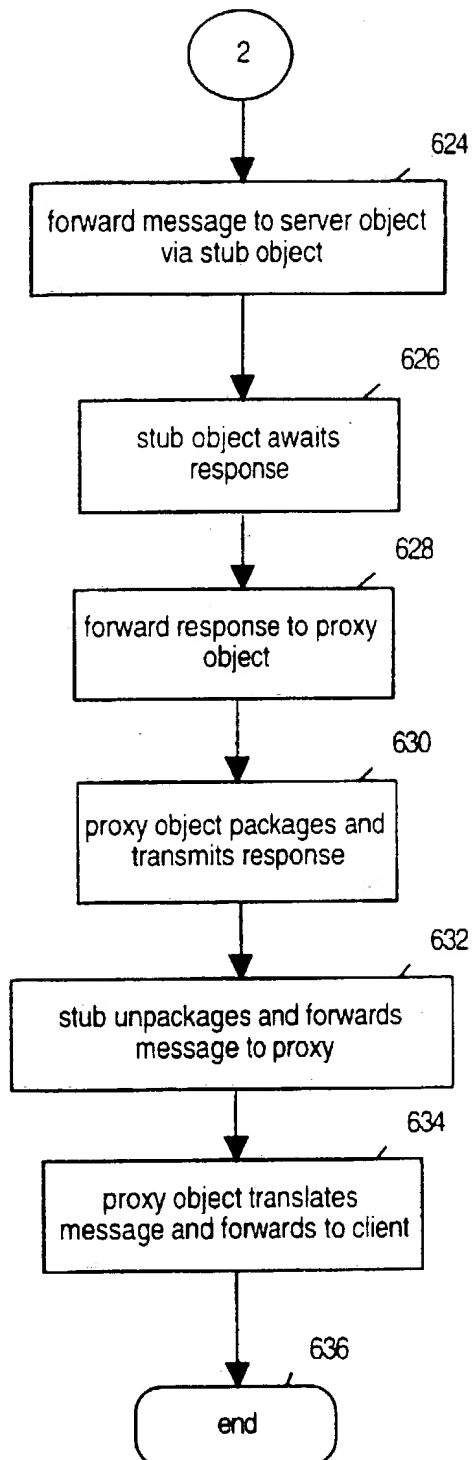 2
624
forward message to server object
via stub object
626
stub object awaits
response
628
forward response to proxy
object
630
proxy object packages and
transmits response
632
stub unpackages and forwards
message to proxy
634
proxy object translates
message and forwards to client
636
end